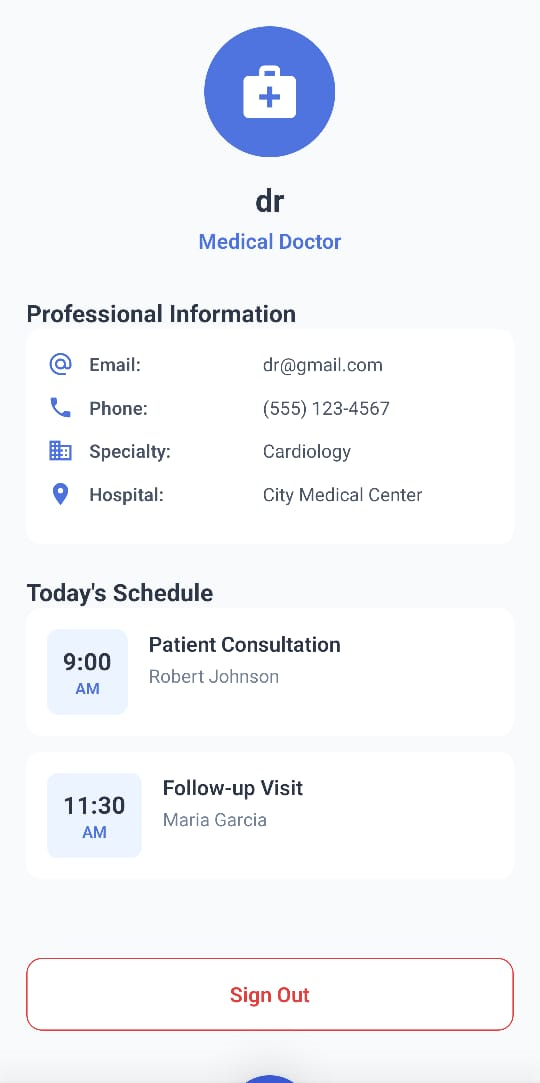 dr
Medical Doctor
Professional Information
Email: dr@gmail.com
Phone: (555) 123-4567
Specialty: Cardiology
Hospital: City Medical Center
Today's Schedule
9:00
AM
Patient Consultation
Robert Johnson
11:30
AM
Follow-up Visit
Maria Garcia
Sign Out